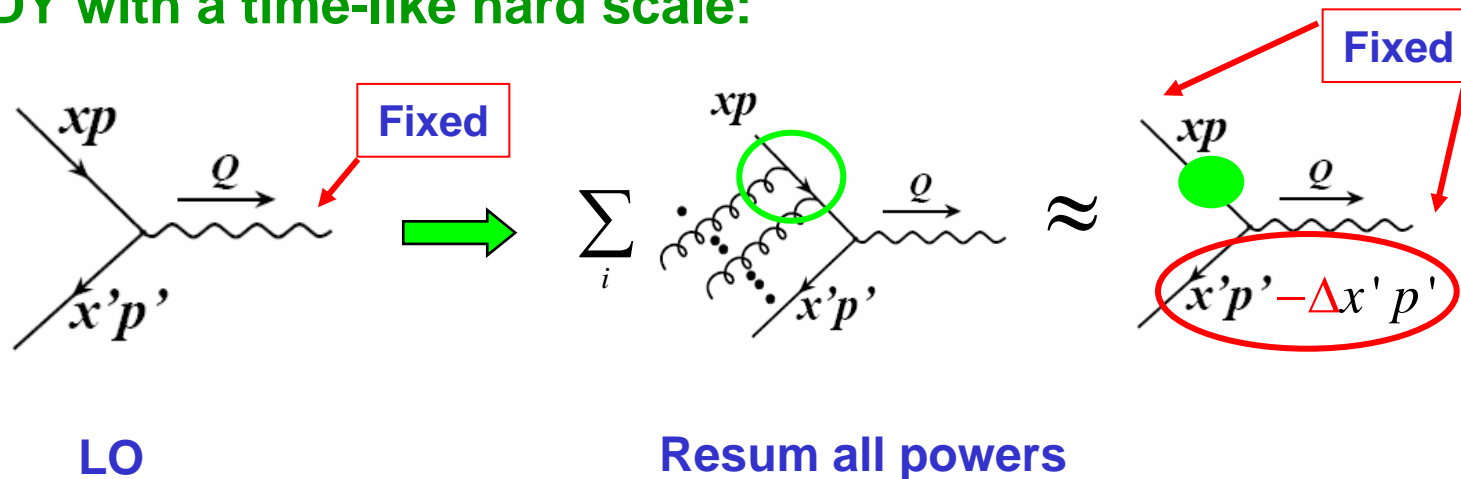 DY with a time-like hard scale:
Fixed
Fixed
xp
Q
x'p'
∑
i
xp
Q
x'p'
≈
xp
Q
x'p'−Δx'p'
LO
Resum all powers